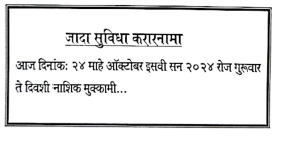 जादा सुविधा करारनामा
आज दिनांक: २४ माहे ऑक्टोबर इसवी सन २०२४ रोज गुरूवार
ते दिवशी नाशिक मुक्कामी...